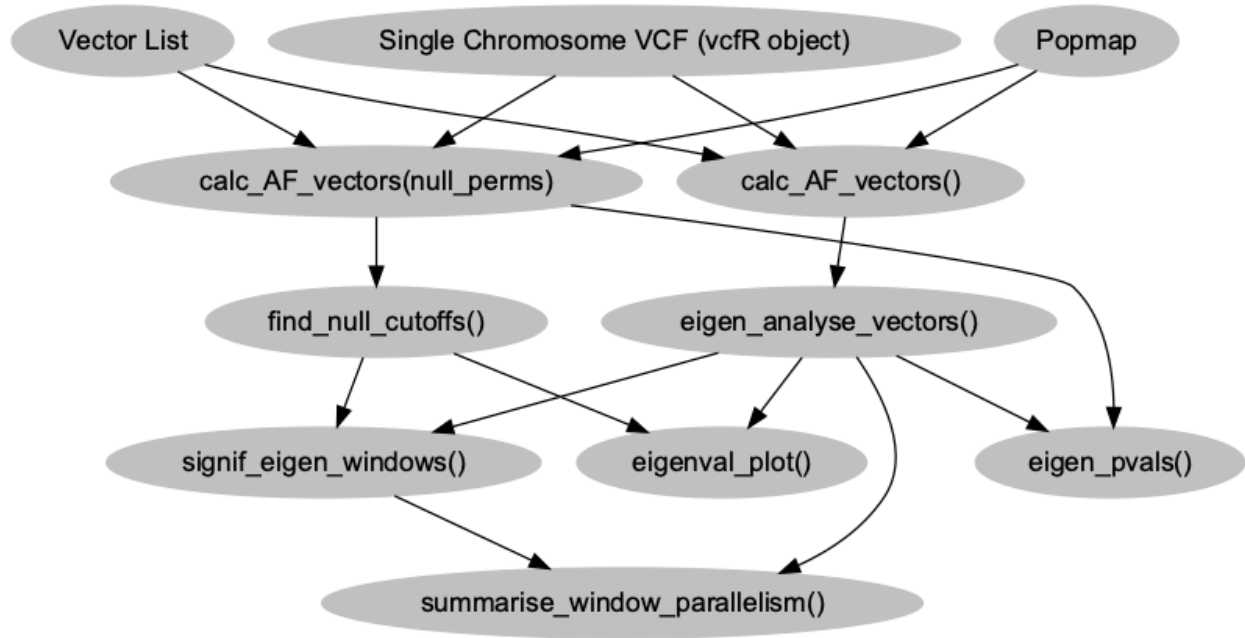 Vector List
Single Chromosome VCF (vcfR object)
Popmap
calc_AF_vectors(null_perms)
calc_AF_vectors()
find_null_cutoffs()
eigen_analyse_vectors()
signif_eigen_windows()
eigenval_plot()
eigen_pvals()
summarise_window_parallelism()